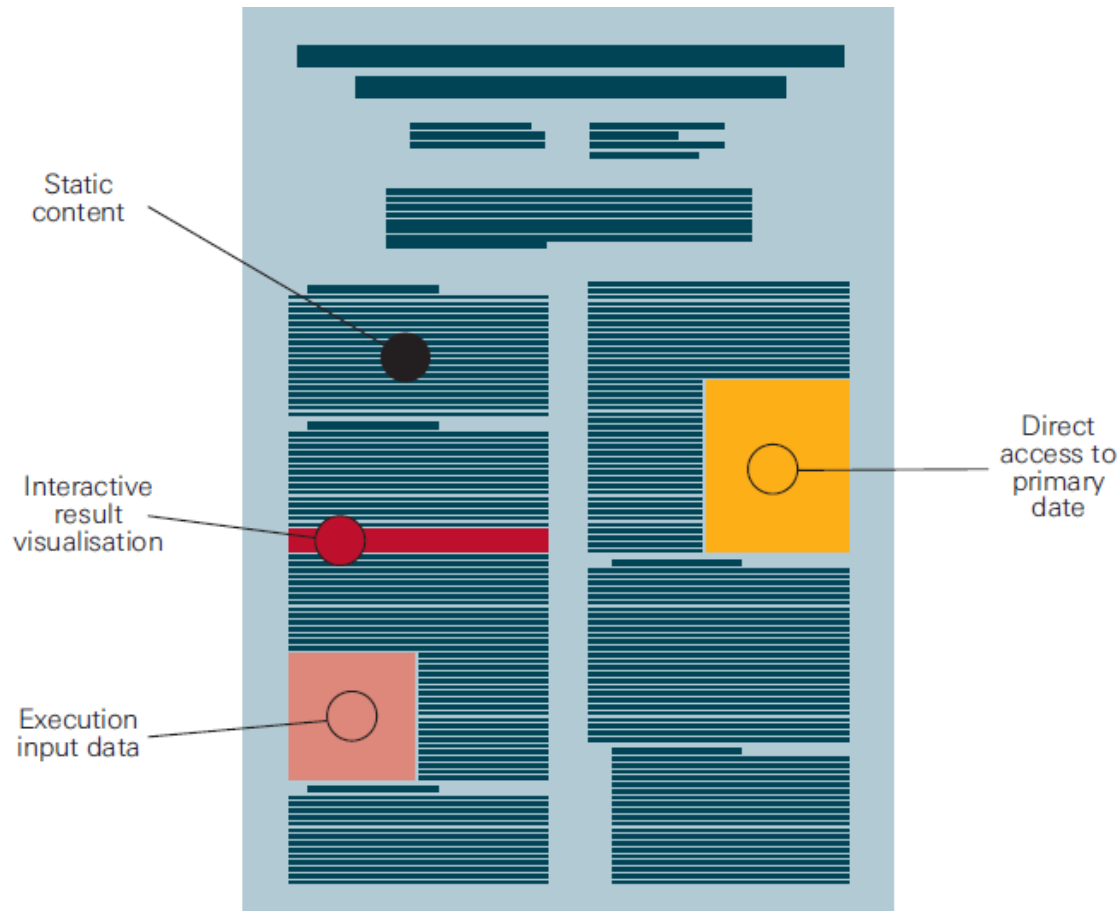 Static
content
Interactive
result
visualisation
Execution
input data
Direct
access to
primary
date